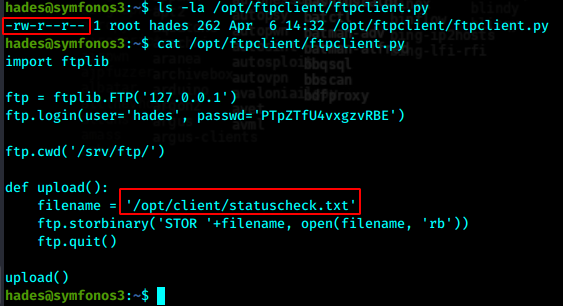 hades@symfonos3:~$ ls -la /opt/ftpclient/ftpclient.py
-rw-r--r-- 1 root hades 262 Apr  6 14:32 /opt/ftpclient/ftpclient.py
hades@symfonos3:~$ cat /opt/ftpclient/ftpclient.py
import ftplib

ftp = ftplib.FTP('127.0.0.1')
ftp.login(user='hades', passwd='PTpZTfU4vxgzvRBE')

ftp.cwd('/srv/ftp/')

def upload():
    filename = '/opt/client/statuscheck.txt'
    ftp.storbinary('STOR '+filename, open(filename, 'rb'))
    ftp.quit()

upload()
hades@symfonos3:~$